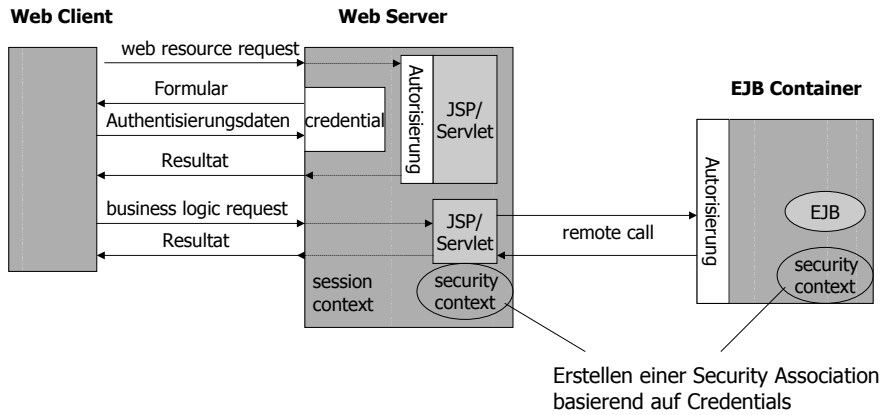 Web Client
Web Server
web resource request
Formular
Authentisierungsdaten
credential
Autorisierung
JSP/
Servlet
Resultat
EJB Container
business logic request
Resultat
JSP/
Servlet
remote call
Autorisierung
EJB
session
context
security
context
security
context
Erstellen einer Security Association
basierend auf Credentials